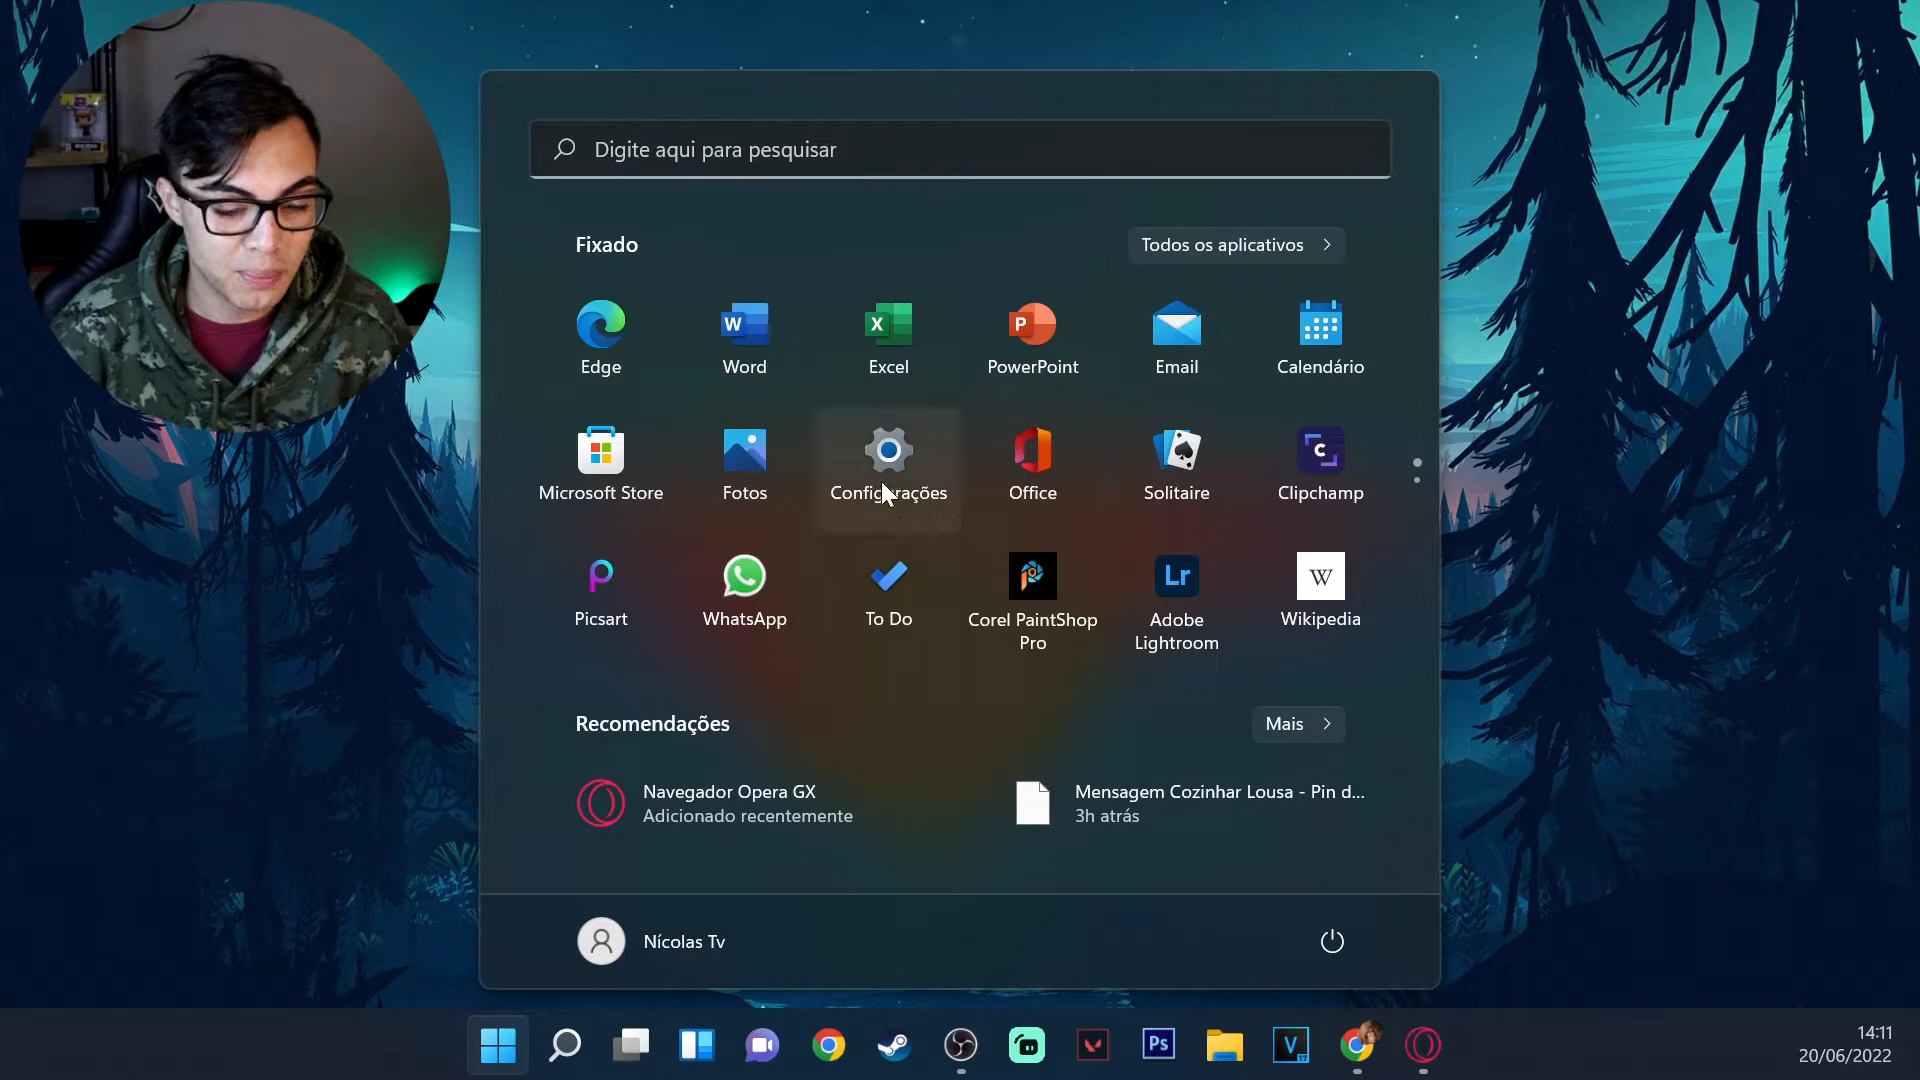 Digite aqui para pesquisar
Fixado
Todos os aplicativos
Edge
Word
Excel
PowerPoint
Email
Calendário
Microsoft Store
Fotos
Configurações
Office
Solitaire
Clipchamp
Picsart
WhatsApp
To Do
Corel PaintShop
Pro
Adobe
Lightroom
Wikipedia
Recomendações
Mais
Navegador Opera GX
Adicionado recentemente
Mensagem Cozinhar Lousa - Pin d...
3h atrás
Nícolas Tv
14:11
20/06/2022